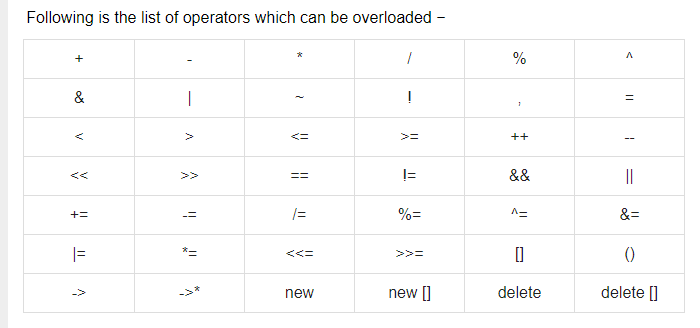 Following is the list of operators which can be overloaded −
+ - * / % ^
& | ~ ! , =
< > <= >= ++ --
<< >> == != && ||
+= -= /= %= ^= &=
|= *= <<= >>= [] ()
-> ->* new new [] delete delete []